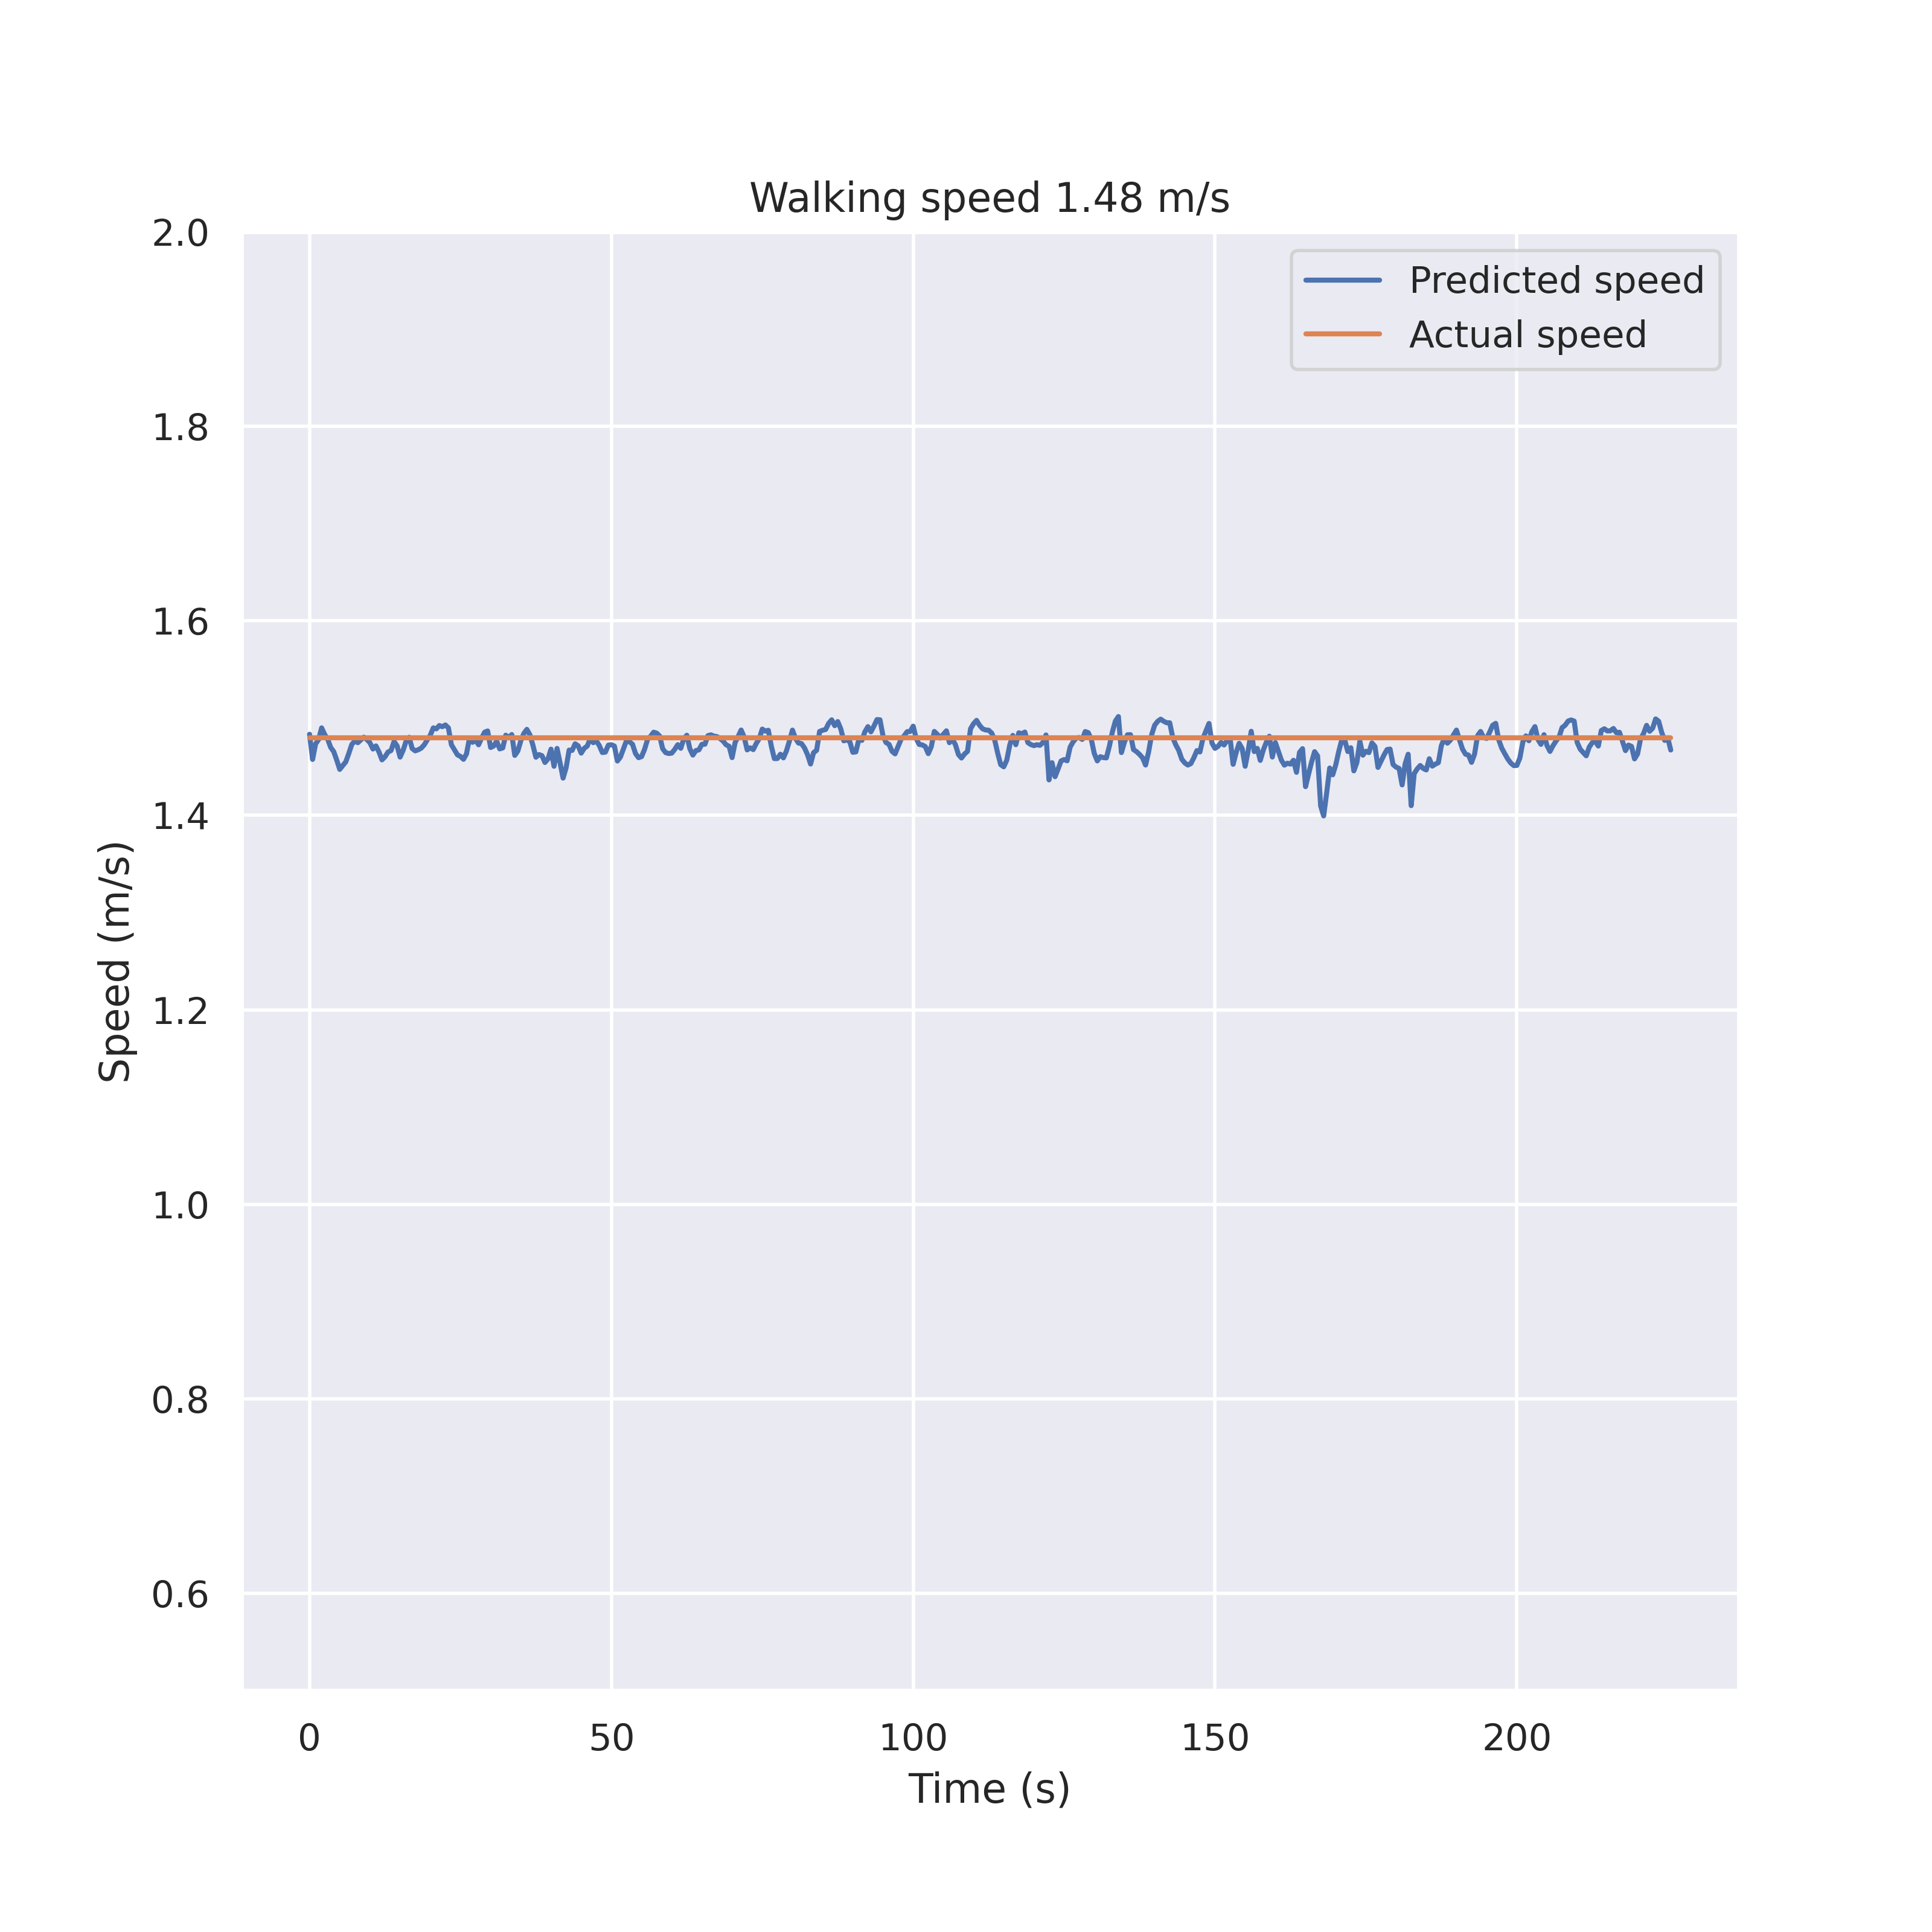 Walking speed 1.48 m/s
Predicted speed
Actual speed
2.0
1.8
1.6
1.4
1.2
1.0
0.8
0.6
Speed (m/s)
0 50 100 150 200
Time (s)